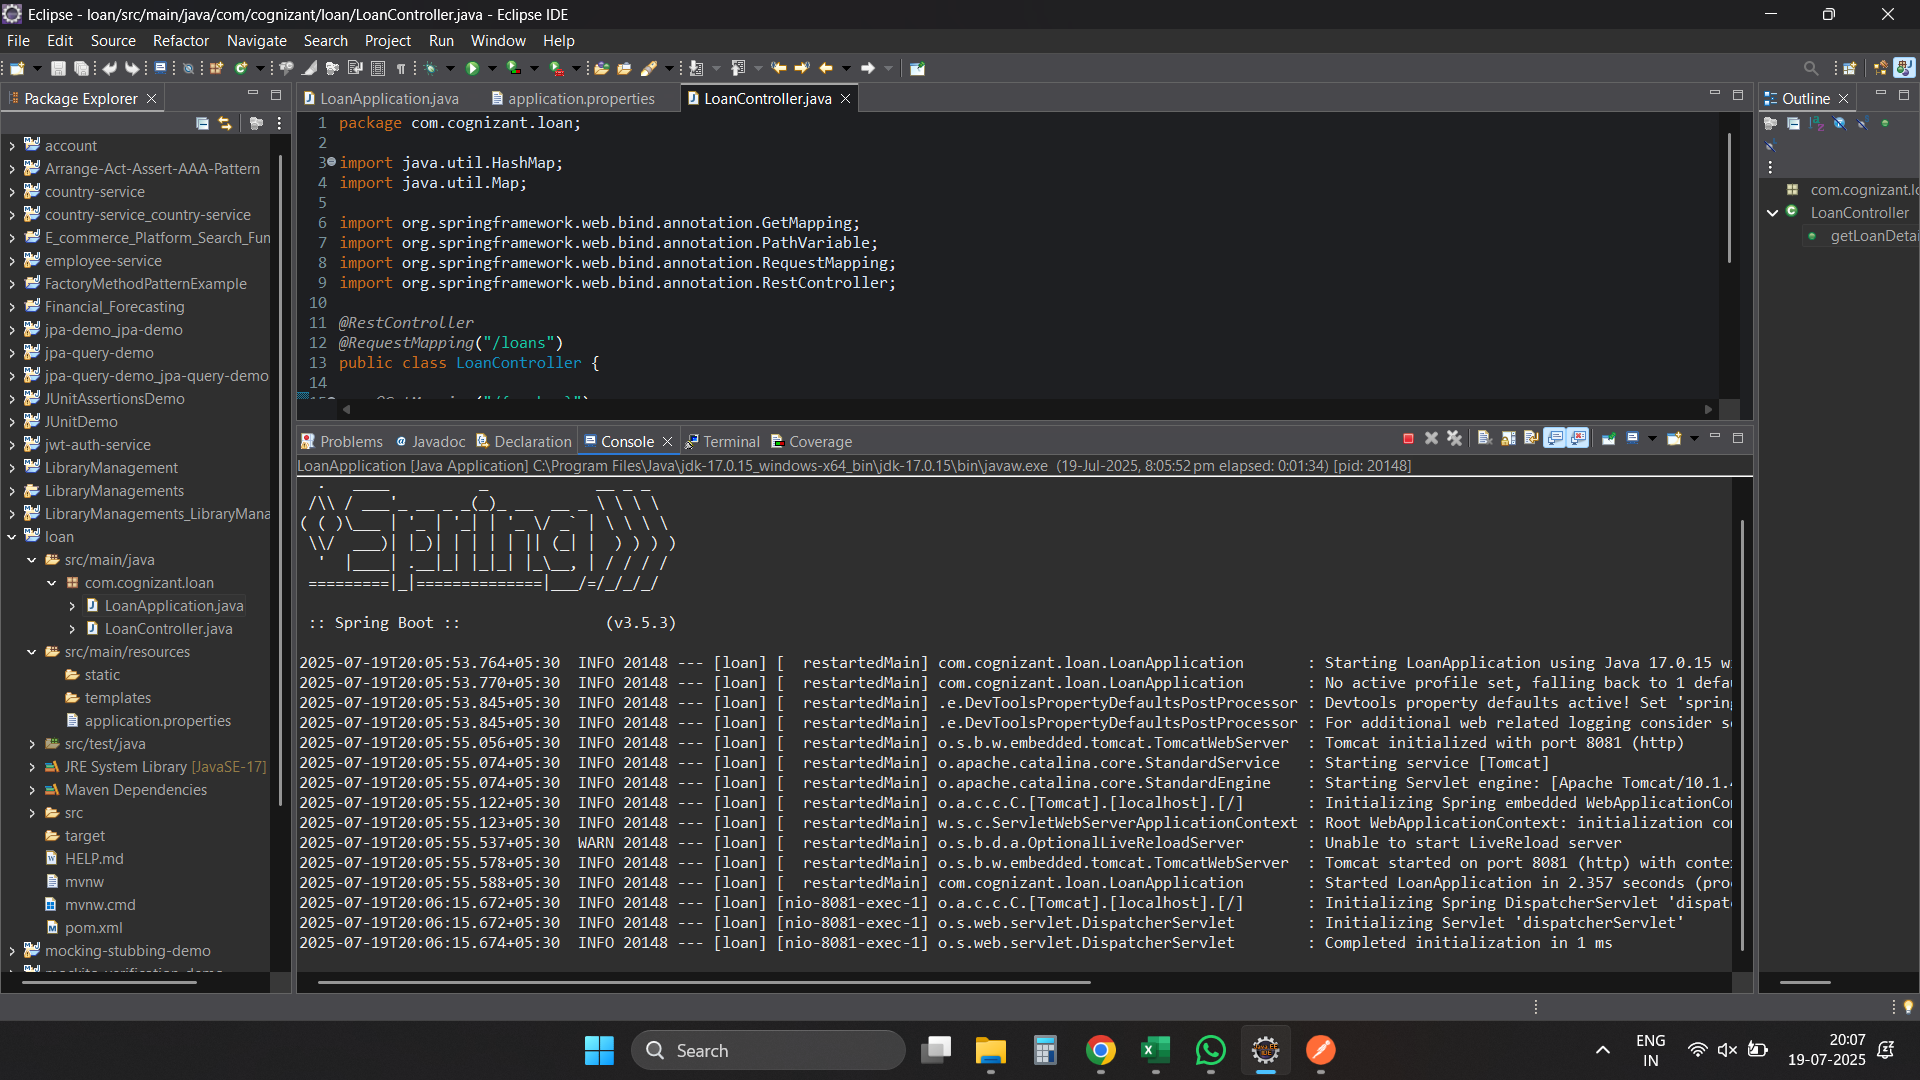 Eclipse - loan/src/main/java/com/cognizant/loan/LoanController.java - Eclipse IDE
File Edit Source Refactor Navigate Search Project Run Window Help
Package Explorer
account
Arrange-Act-Assert-AAA-Pattern
country-service
country-service_country-service
E_commerce_Platform_Search_Fun
employee-service
FactoryMethodPatternExample
Financial_Forecasting
jpa-demo_jpa-demo
jpa-query-demo
jpa-query-demo_jpa-query-demo
JUnitAssertionsDemo
JUnitDemo
jwt-auth-service
LibraryManagement
LibraryManagements
LibraryManagements_LibraryMana
loan
src/main/java
com.cognizant.loan
LoanApplication.java
LoanController.java
src/main/resources
static
templates
application.properties
src/test/java
JRE System Library [JavaSE-17]
Maven Dependencies
src
target
HELP.md
mvnw
mvnw.cmd
pom.xml
mocking-stubbing-demo
LoanApplication.java application.properties LoanController.java
1 package com.cognizant.loan;
2
3 import java.util.HashMap;
4 import java.util.Map;
5
6 import org.springframework.web.bind.annotation.GetMapping;
7 import org.springframework.web.bind.annotation.PathVariable;
8 import org.springframework.web.bind.annotation.RequestMapping;
9 import org.springframework.web.bind.annotation.RestController;
10
11 @RestController
12 @RequestMapping("/loans")
13 public class LoanController {
14
Problems Javadoc Declaration Console Terminal Coverage
LoanApplication [Java Application] C:\Program Files\Java\jdk-17.0.15_windows-x64_bin\jdk-17.0.15\bin\javaw.exe (19-Jul-2025, 8:05:52 pm elapsed: 0:01:34) [pid: 20148]
Spring
:: Spring Boot :: (v3.5.3)
2025-07-19T20:05:53.764+05:30 INFO 20148 --- [loan] [ restartedMain] com.cognizant.loan.LoanApplication : Starting LoanApplication using Java 17.0.15 w
2025-07-19T20:05:53.770+05:30 INFO 20148 --- [loan] [ restartedMain] com.cognizant.loan.LoanApplication : No active profile set, falling back to 1 defau
2025-07-19T20:05:53.845+05:30 INFO 20148 --- [loan] [ restartedMain] .e.DevToolsPropertyDefaultsPostProcessor : Devtools property defaults active! Set 'spring
2025-07-19T20:05:53.845+05:30 INFO 20148 --- [loan] [ restartedMain] .e.DevToolsPropertyDefaultsPostProcessor : For additional web related logging consider s
2025-07-19T20:05:55.056+05:30 INFO 20148 --- [loan] [ restartedMain] o.s.b.w.embedded.tomcat.TomcatWebServer : Tomcat initialized with port 8081 (http)
2025-07-19T20:05:55.074+05:30 INFO 20148 --- [loan] [ restartedMain] o.apache.catalina.core.StandardService : Starting service [Tomcat]
2025-07-19T20:05:55.074+05:30 INFO 20148 --- [loan] [ restartedMain] o.apache.catalina.core.StandardEngine : Starting Servlet engine: [Apache Tomcat/10.1.4
2025-07-19T20:05:55.122+05:30 INFO 20148 --- [loan] [ restartedMain] o.a.c.c.C.[Tomcat].[localhost].[/] : Initializing Spring embedded WebApplicationCo
2025-07-19T20:05:55.123+05:30 INFO 20148 --- [loan] [ restartedMain] w.s.c.ServletWebServerApplicationContext : Root WebApplicationContext: initialization co
2025-07-19T20:05:55.537+05:30 WARN 20148 --- [loan] [ restartedMain] o.s.b.d.a.OptionalLiveReloadServer : Unable to start LiveReload server
2025-07-19T20:05:55.578+05:30 INFO 20148 --- [loan] [ restartedMain] o.s.b.w.embedded.tomcat.TomcatWebServer : Tomcat started on port 8081 (http) with conte
2025-07-19T20:05:55.588+05:30 INFO 20148 --- [loan] [ restartedMain] com.cognizant.loan.LoanApplication : Started LoanApplication in 2.357 seconds (pro
2025-07-19T20:06:15.672+05:30 INFO 20148 --- [loan] [nio-8081-exec-1] o.a.c.c.C.[Tomcat].[localhost].[/] : Initializing Spring DispatcherServlet 'dispat
2025-07-19T20:06:15.672+05:30 INFO 20148 --- [loan] [nio-8081-exec-1] o.s.web.servlet.DispatcherServlet : Initializing Servlet 'dispatcherServlet'
2025-07-19T20:06:15.674+05:30 INFO 20148 --- [loan] [nio-8081-exec-1] o.s.web.servlet.DispatcherServlet : Completed initialization in 1 ms
Outline
com.cognizant.lo
LoanController
getLoanDetai
Search
ENG
IN
20:07
19-07-2025